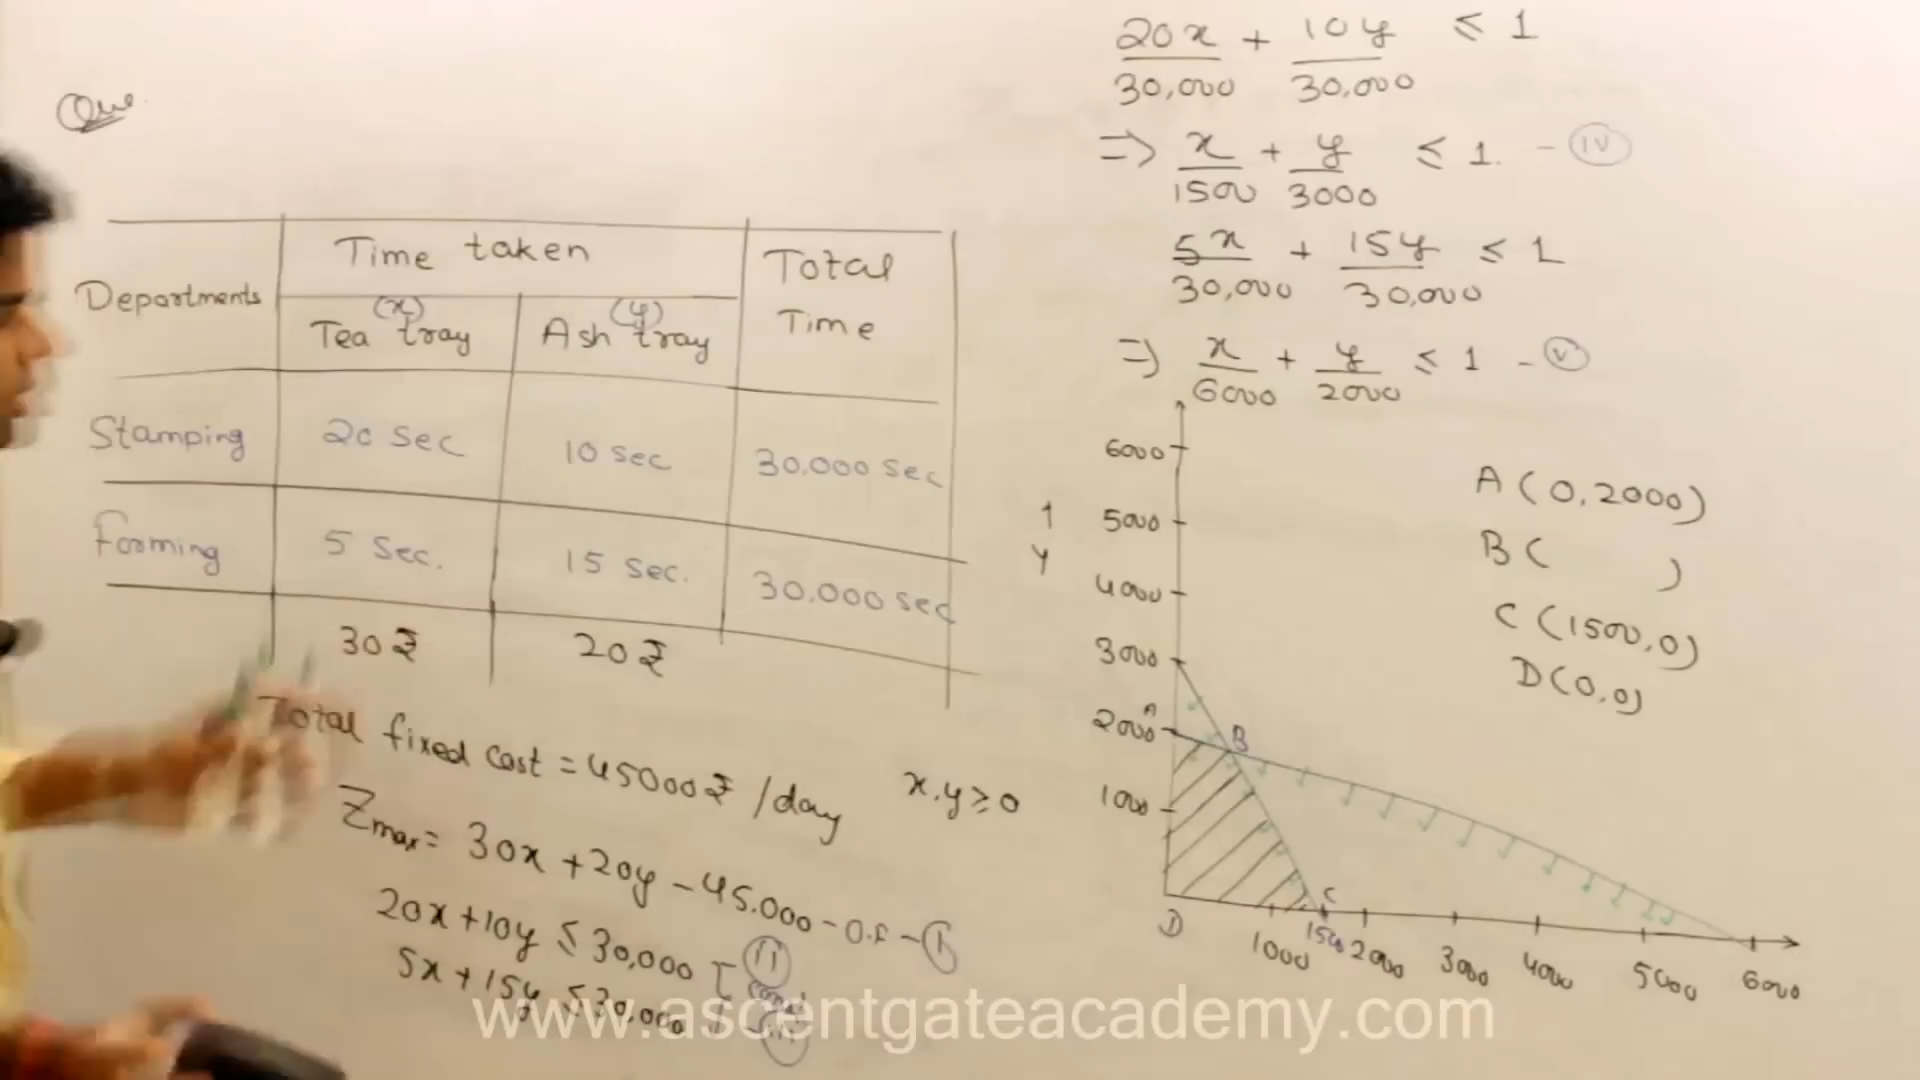 Que.
Departments
Time taken
Total Time
(x)
Tea tray
(y)
Ash tray
Stamping
20 sec
10 sec
30,000 sec
Forming
5 sec.
15 sec.
30,000 sec
30 ₹
20 ₹
Total fixed cost = 45000 ₹ /day
x,y ≥ 0
Zmax = 30x + 20y - 45,000 - O.F - (I)
20x + 10y ≤ 30,000 (II)
5x + 15y ≤ 30,000 (III)
20x/30,000 + 10y/30,000 ≤ 1
=> x/1500 + y/3000 ≤ 1. - (IV)
5x/30,000 + 15y/30,000 ≤ 1
=> x/6000 + y/2000 ≤ 1 - (V)
6000
5000
4000
3000
2000
1000
↑
Y
A
B
C
D
1000
1500
2000
3000
4000
5000
6000
A (0,2000)
B ( )
C (1500,0)
D (0,0)
www.ascentgateacademy.com